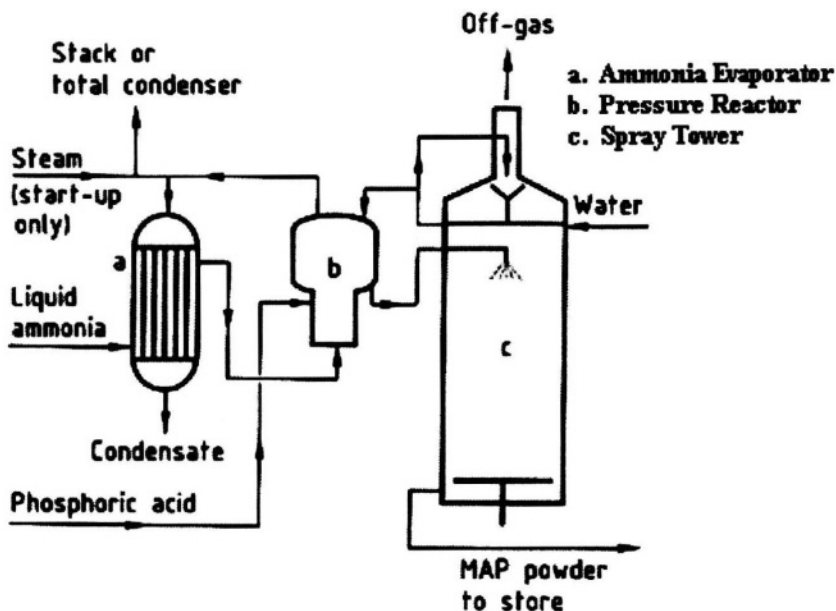 Off-gas
Stack or
total condenser
a. Ammonia Evaporator
b. Pressure Reactor
c. Spray Tower
Steam
(start-up
only)
Water
a
b
Liquid
ammonia
c
Condensate
Phosphoric acid
MAP powder
to store